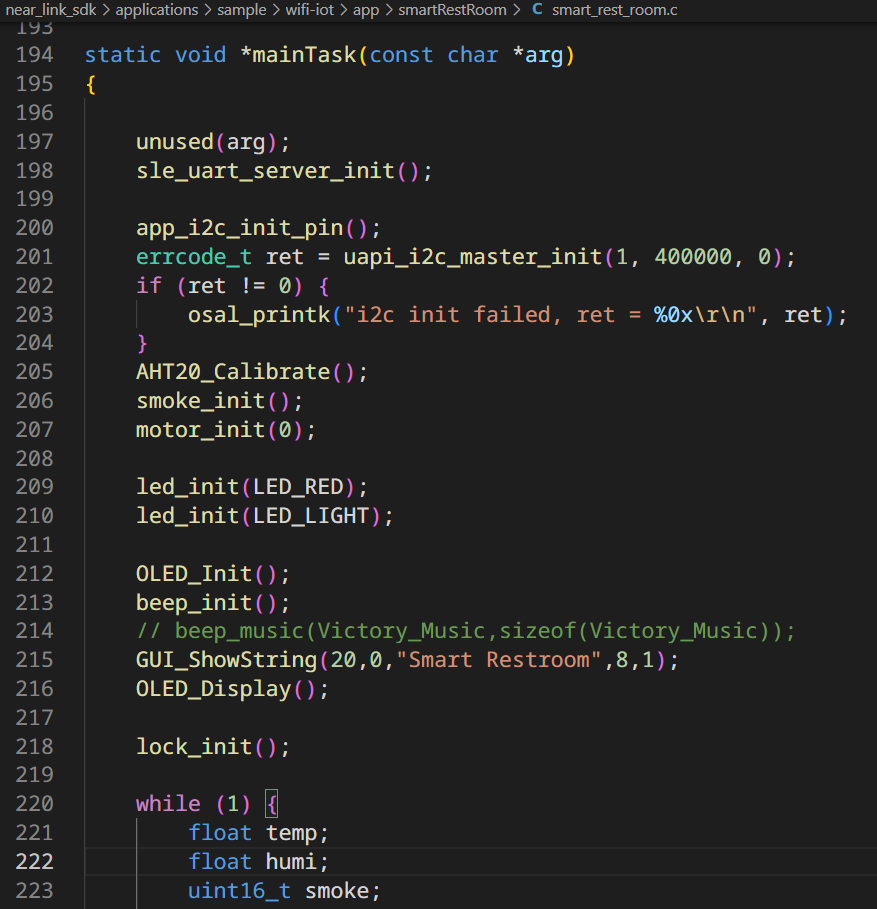 near_link_sdk > applications > sample > wifi-iot > app > smartRestRoom > C smart_rest_room.c
193
194 static void *mainTask(const char *arg)
195 {
196
197     unused(arg);
198     sle_uart_server_init();
199
200     app_i2c_init_pin();
201     errcode_t ret = uapi_i2c_master_init(1, 400000, 0);
202     if (ret != 0) {
203         osal_printk("i2c init failed, ret = %0x\r\n", ret);
204     }
205     AHT20_Calibrate();
206     smoke_init();
207     motor_init(0);
208
209     led_init(LED_RED);
210     led_init(LED_LIGHT);
211
212     OLED_Init();
213     beep_init();
214     // beep_music(Victory_Music,sizeof(Victory_Music));
215     GUI_ShowString(20,0,"Smart Restroom",8,1);
216     OLED_Display();
217
218     lock_init();
219
220     while (1) {
221         float temp;
222         float humi;
223         uint16_t smoke;